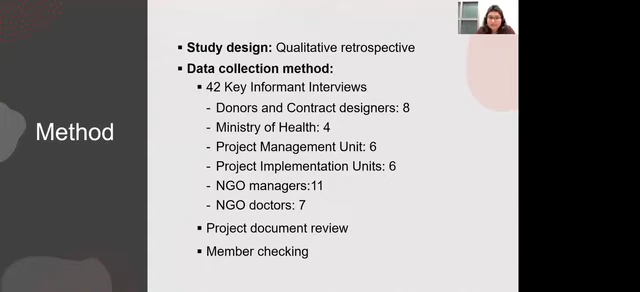 Method
▪ Study design: Qualitative retrospective
▪ Data collection method:
▪ 42 Key Informant Interviews
- Donors and Contract designers: 8
- Ministry of Health: 4
- Project Management Unit: 6
- Project Implementation Units: 6
- NGO managers:11
- NGO doctors: 7
▪ Project document review
▪ Member checking